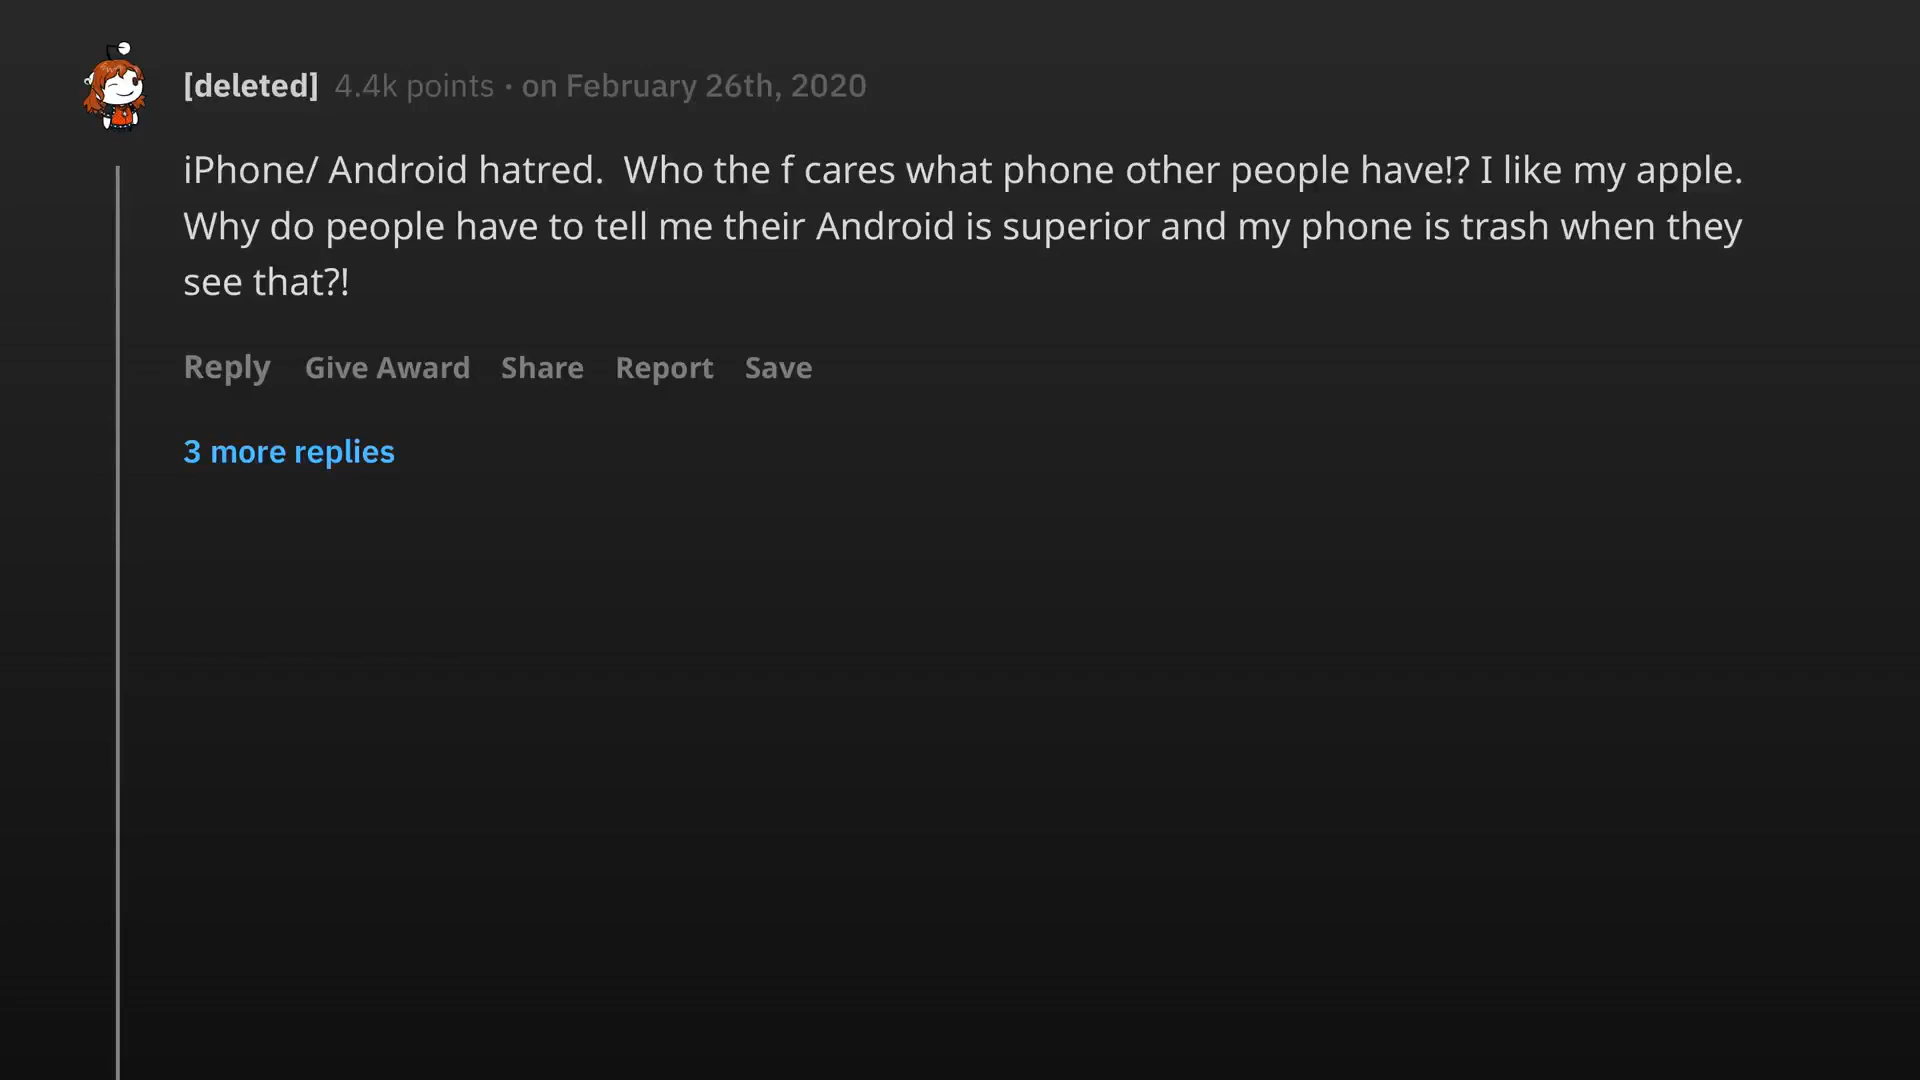 [deleted] 4.4k points · on February 26th, 2020
iPhone/ Android hatred.  Who the f cares what phone other people have!? I like my apple.
Why do people have to tell me their Android is superior and my phone is trash when they
see that?!
Reply Give Award Share Report Save
3 more replies